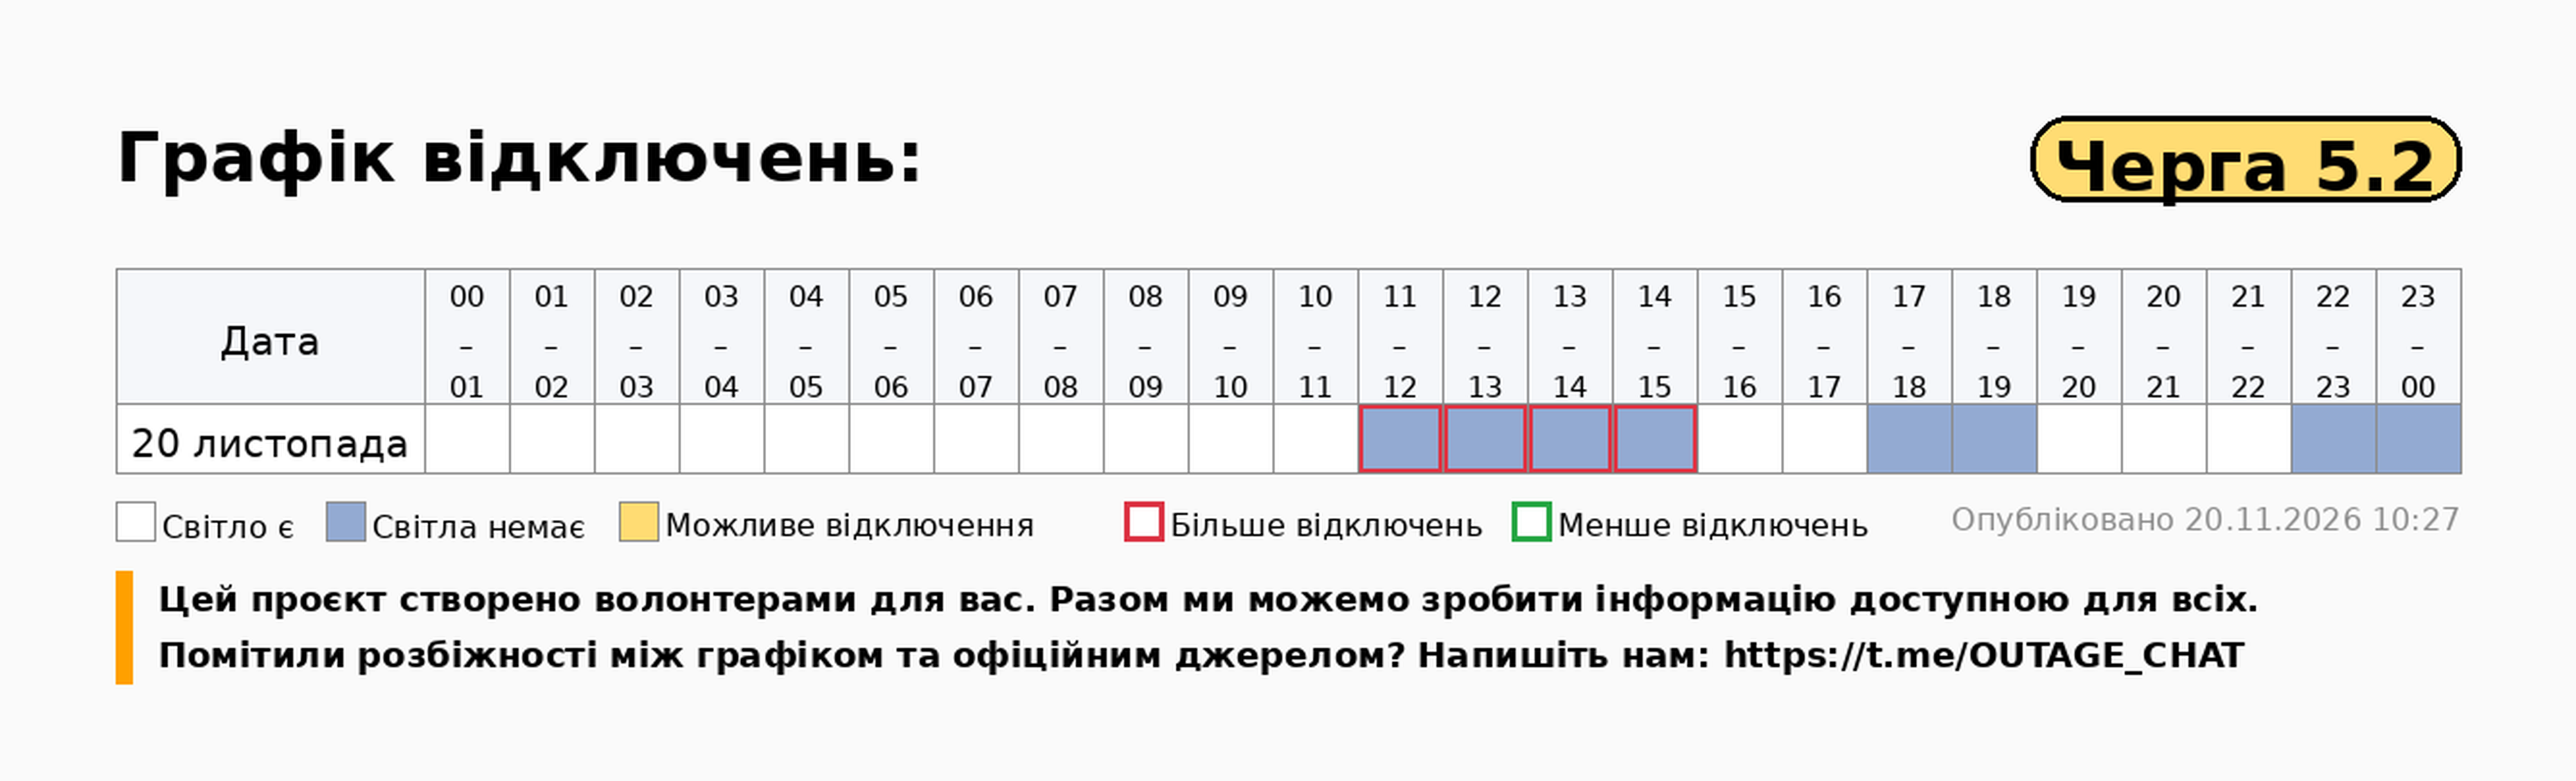 Графік відключень:
Черга 5.2
Дата
00 – 01
01 – 02
02 – 03
03 – 04
04 – 05
05 – 06
06 – 07
07 – 08
08 – 09
09 – 10
10 – 11
11 – 12
12 – 13
13 – 14
14 – 15
15 – 16
16 – 17
17 – 18
18 – 19
19 – 20
20 – 21
21 – 22
22 – 23
23 – 00
20 листопада
Світло є
Світла немає
Можливе відключення
Більше відключень
Менше відключень
Опубліковано 20.11.2026 10:27
Цей проєкт створено волонтерами для вас. Разом ми можемо зробити інформацію доступною для всіх.
Помітили розбіжності між графіком та офіційним джерелом? Напишіть нам: https://t.me/OUTAGE_CHAT